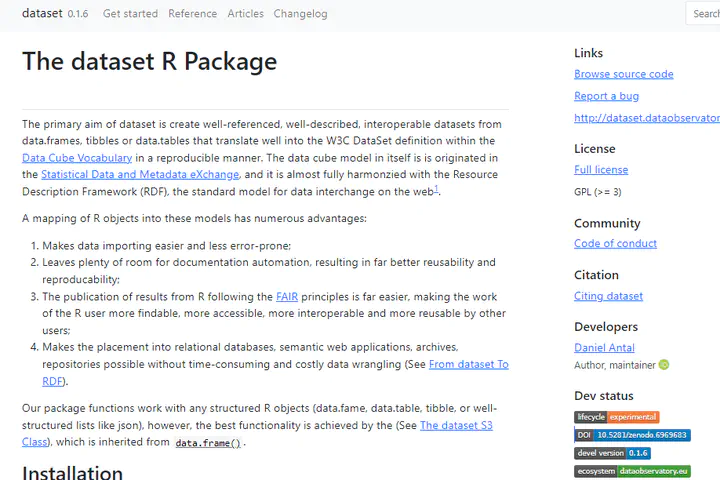 dataset 0.1.6 Get started Reference Articles Changelog Search
The dataset R Package
The primary aim of dataset is create well-referenced, well-described, interoperable datasets from
data.frames, tibbles or data.tables that translate well into the W3C DataSet definition within the
Data Cube Vocabulary in a reproducible manner. The data cube model in itself is is originated in
the Statistical Data and Metadata eXchange, and it is almost fully harmonzied with the Resource
Description Framework (RDF), the standard model for data interchange on the web1.
A mapping of R objects into these models has numerous advantages:
1. Makes data importing easier and less error-prone;
2. Leaves plenty of room for documentation automation, resulting in far better reusability and
reproducability;
3. The publication of results from R following the FAIR principles is far easier, making the work
of the R user more findable, more accessible, more interoperable and more reusable by other
users;
4. Makes the placement into relational databases, semantic web applications, archives,
repositories possible without time-consuming and costly data wrangling (See From dataset To
RDF).
Our package functions work with any structured R objects (data.fame, data.table, tibble, or well-
structured lists like json), however, the best functionality is achieved by the (See The dataset S3
Class), which is inherited from data.frame().
Installation
Links
Browse source code
Report a bug
http://dataset.dataobservator
License
Full license
GPL (>= 3)
Community
Code of conduct
Citation
Citing dataset
Developers
Daniel Antal
Author, maintainer iD
Dev status
lifecycle experimental
DOI 10.5281/zenodo.6969683
devel version 0.1.6
ecosystem dataobservatory.eu